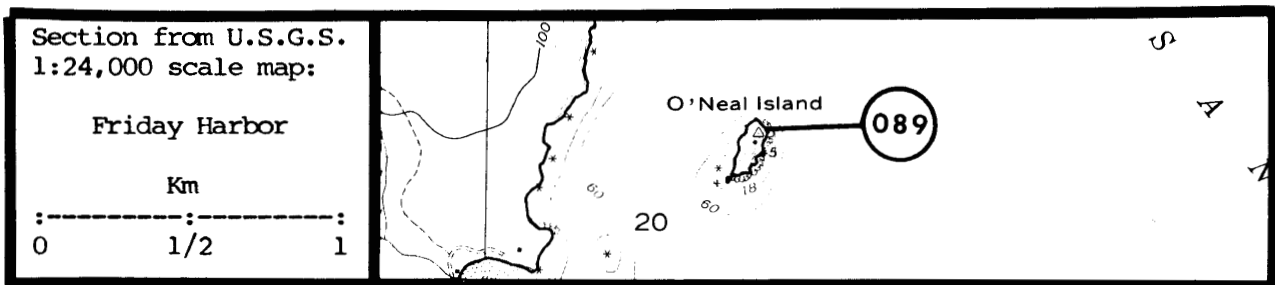 Section from U.S.G.S.
1:24,000 scale map:
Friday Harbor
Km
0 1/2 1
100
O'Neal Island
089
5
18
60
60
20
S
A
N